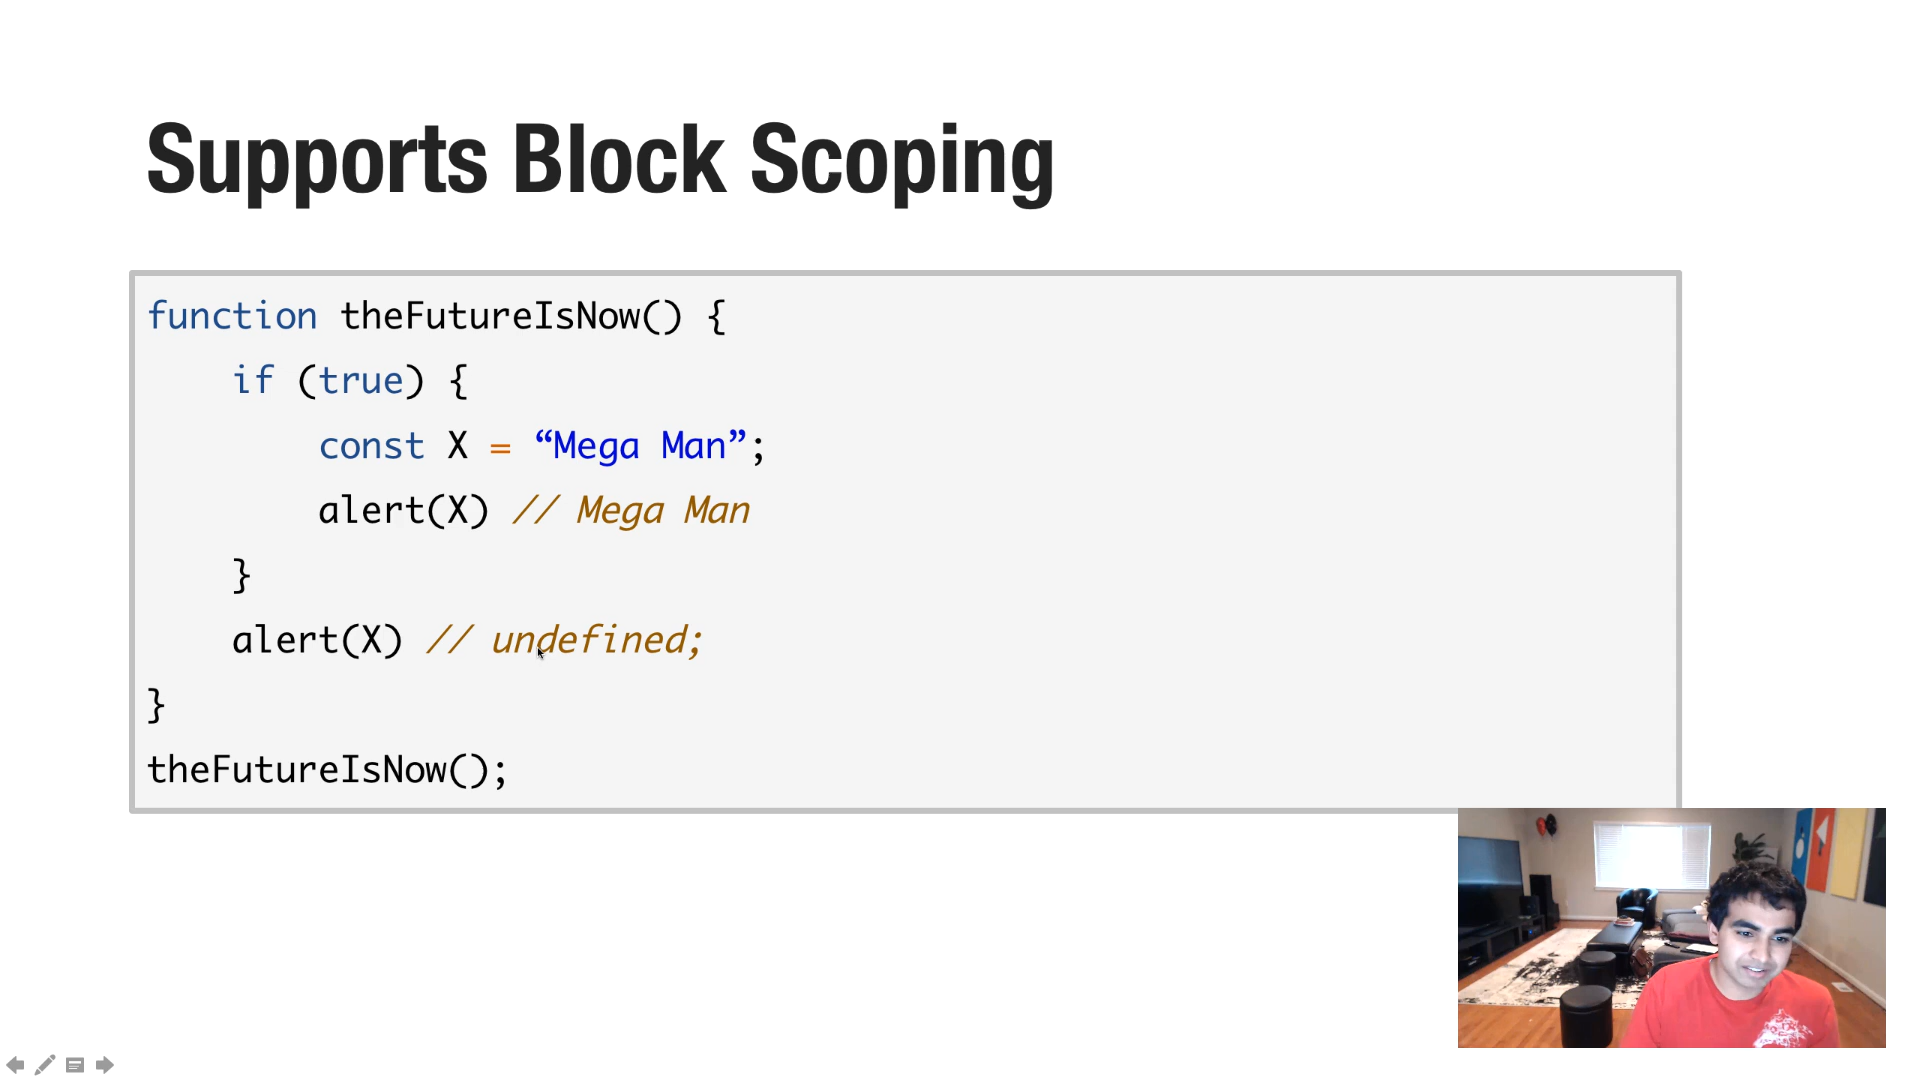 Supports Block Scoping
function theFutureIsNow() {
    if (true) {
        const X = “Mega Man”;
        alert(X) // Mega Man
    }
    alert(X) // undefined;
}
theFutureIsNow();